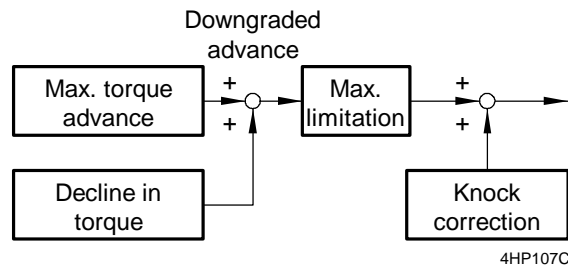 Downgraded
advance
Max. torque
advance
+
+
Max.
limitation
+
+
Decline in
torque
Knock
correction
4HP107C